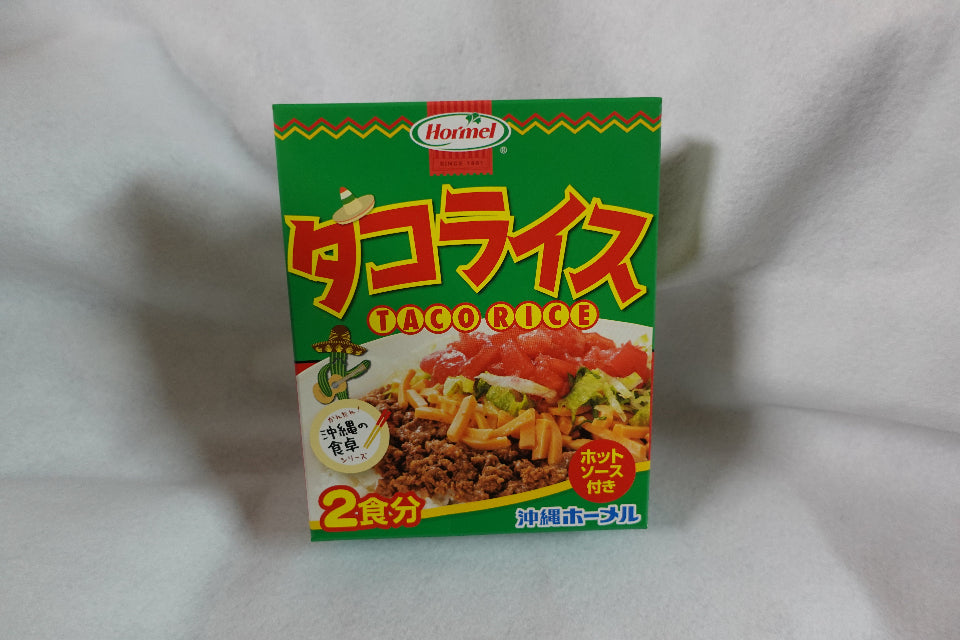 Hormel
®
SINCE 1891
タコライス
TACO RICE
かんたん!
沖縄の
食卓
シリーズ
ホット
ソース
付き
2食分
沖縄ホーメル